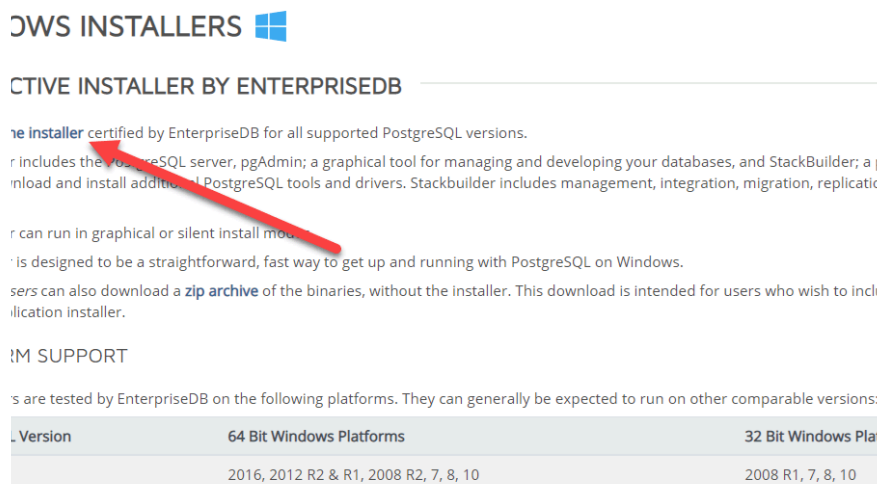 OWS INSTALLERS
CTIVE INSTALLER BY ENTERPRISEDB
ne installer certified by EnterpriseDB for all supported PostgreSQL versions.
r includes the PostgreSQL server, pgAdmin; a graphical tool for managing and developing your databases, and StackBuilder; a
nload and install additional PostgreSQL tools and drivers. Stackbuilder includes management, integration, migration, replicatio
r can run in graphical or silent install modes.
r is designed to be a straightforward, fast way to get up and running with PostgreSQL on Windows.
sers can also download a zip archive of the binaries, without the installer. This download is intended for users who wish to incl
lication installer.
RM SUPPORT
rs are tested by EnterpriseDB on the following platforms. They can generally be expected to run on other comparable versions:
L Version 64 Bit Windows Platforms 32 Bit Windows Pla
2016, 2012 R2 & R1, 2008 R2, 7, 8, 10 2008 R1, 7, 8, 10